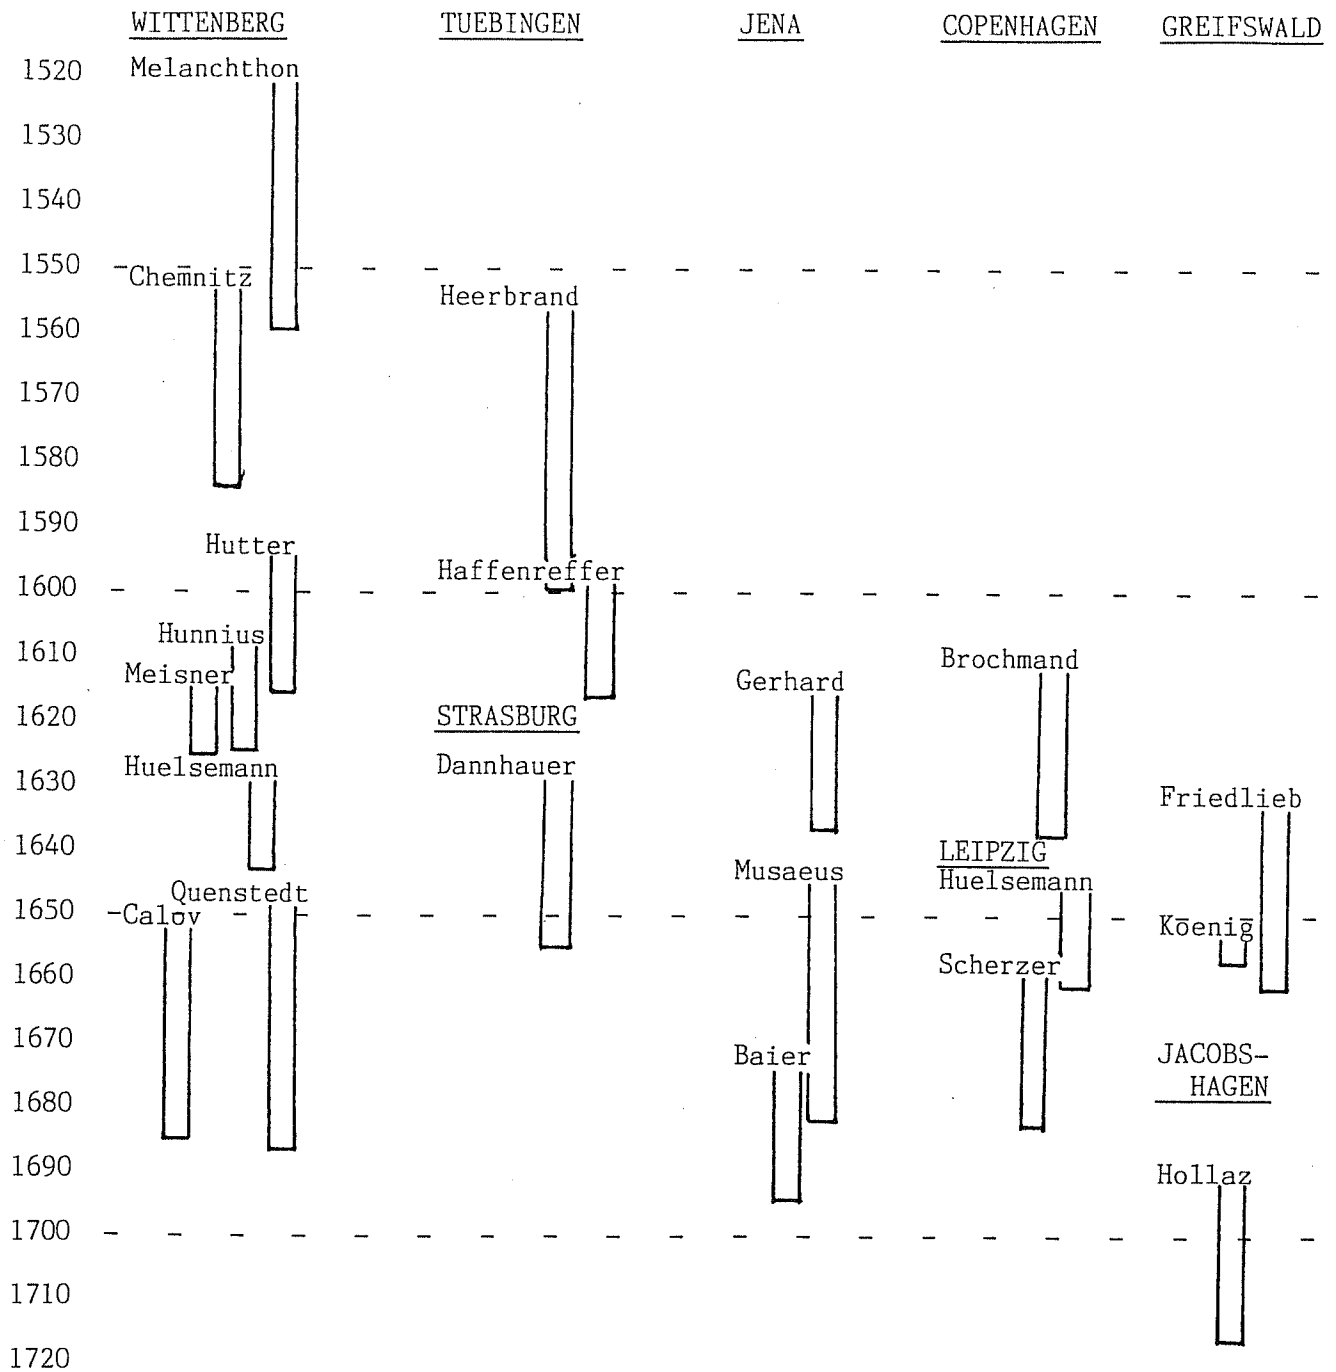 WITTENBERG TUEBINGEN JENA COPENHAGEN GREIFSWALD
1520 Melanchthon
1530
1540
1550
Chemnitz
Heerbrand
1560
1570
1580
1590
Hutter
Haffenreffer
1600
Hunnius
1610
Brochmand
Meisner
Gerhard
1620 STRASBURG
Huelsemann Dannhauer
1630
Friedlieb
1640
LEIPZIG
Musaeus
Huelsemann
Quenstedt
1650
Calov
Koenig
Scherzer
1660
1670
Baier
JACOBS-
HAGEN
1680
1690
Hollaz
1700
1710
1720